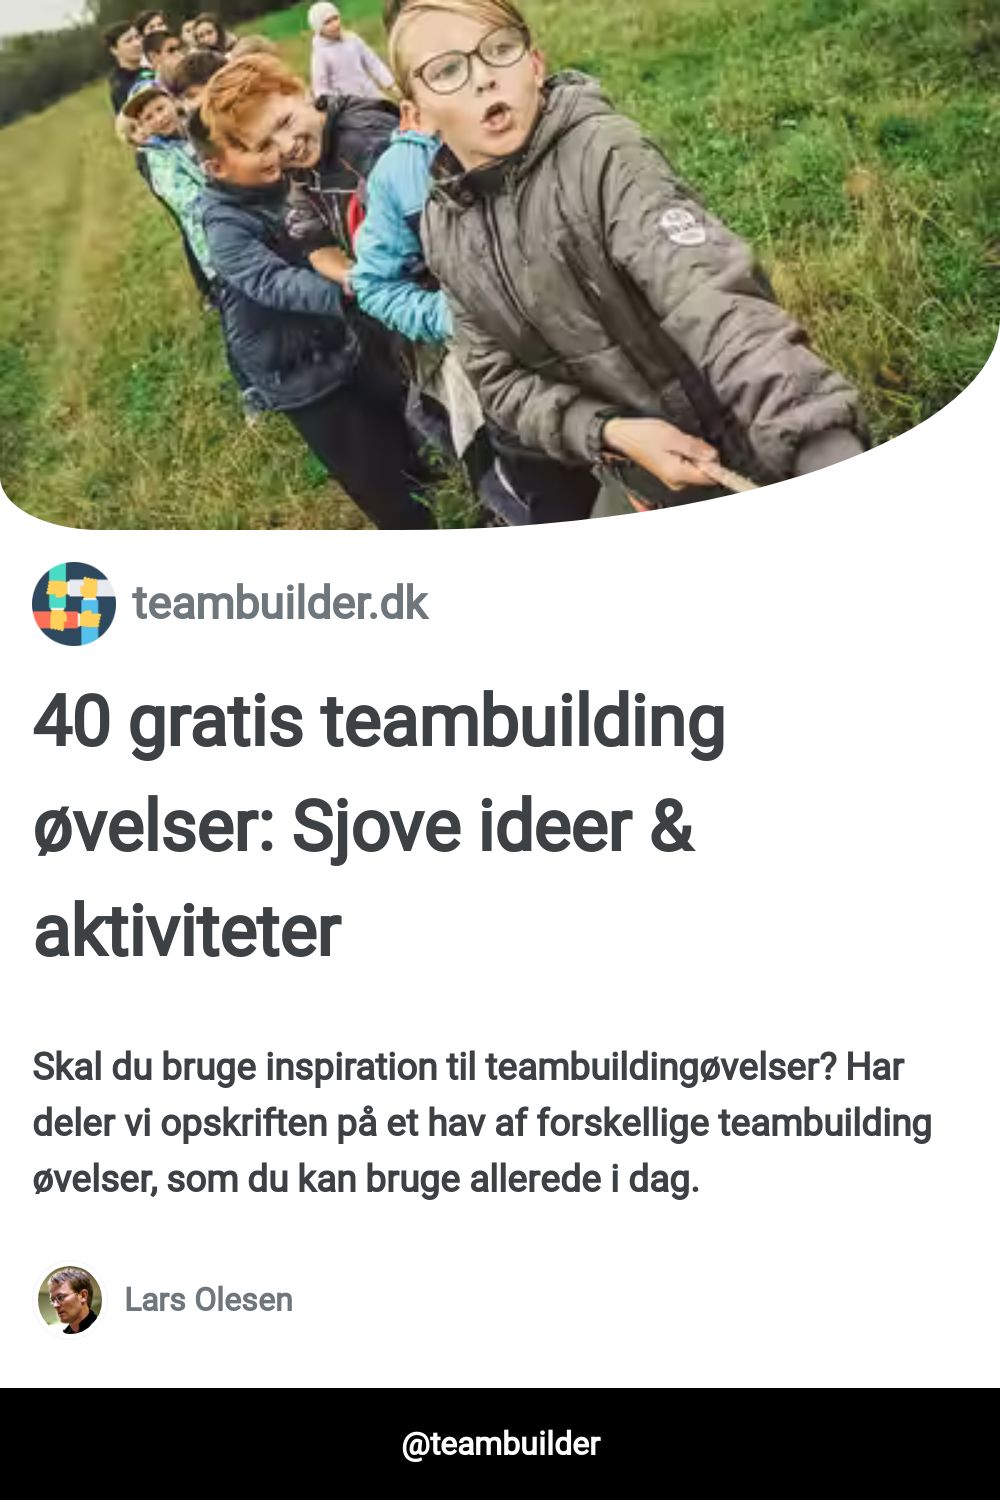 teambuilder.dk
40 gratis teambuilding
øvelser: Sjove ideer &
aktiviteter
Skal du bruge inspiration til teambuildingøvelser? Har
deler vi opskriften på et hav af forskellige teambuilding
øvelser, som du kan bruge allerede i dag.
Lars Olesen
@teambuilder